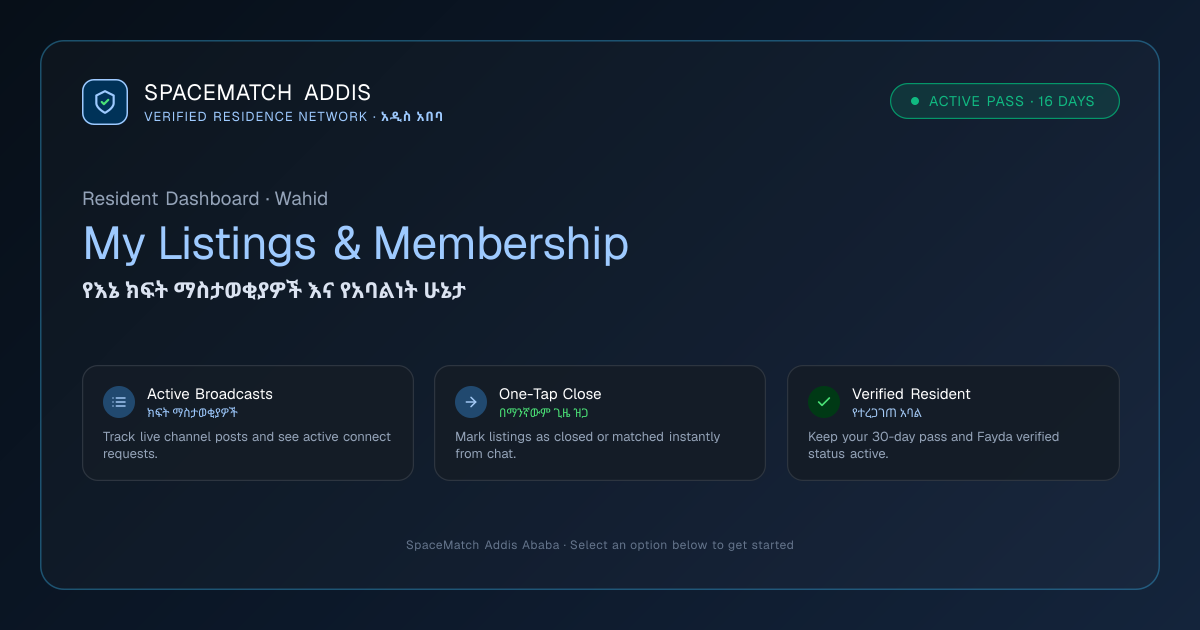 SPACEMATCH ADDIS
VERIFIED RESIDENCE NETWORK · አዲስ አበባ
ACTIVE PASS · 16 DAYS
Resident Dashboard · Wahid
My Listings & Membership
የእኔ ክፍት ማስታወቂያዎች እና የአባልነት ሁኔታ
Active Broadcasts
ክፍት ማስታወቂያዎች
Track live channel posts and see active connect
requests.
One-Tap Close
በማንኛውም ጊዜ ዝጋ
Mark listings as closed or matched instantly
from chat.
Verified Resident
የተረጋገጠ አባል
Keep your 30-day pass and Fayda verified
status active.
SpaceMatch Addis Ababa · Select an option below to get started